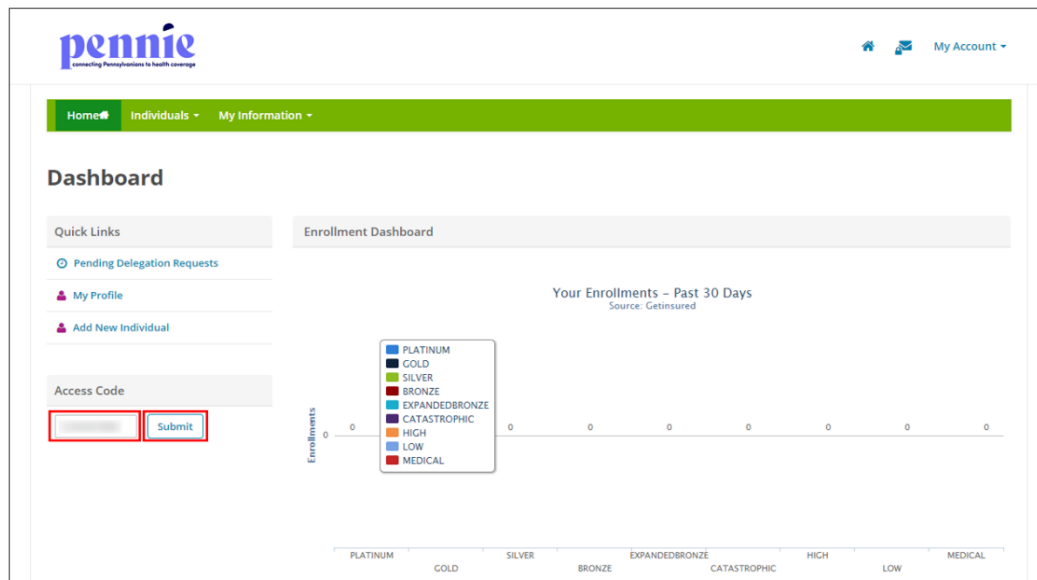 pennie
connecting Pennsylvanians to health coverage
My Account
Home Individuals My Information
Dashboard
Quick Links
Pending Delegation Requests
My Profile
Add New Individual
Access Code
Submit
Enrollment Dashboard
Your Enrollments – Past 30 Days
Source: Getinsured
PLATINUM
GOLD
SILVER
BRONZE
EXPANDEDBRONZE
CATASTROPHIC
HIGH
LOW
MEDICAL
Enrollments
0 0 0 0 0 0 0 0 0
PLATINUM SILVER EXPANDEDBRONZE HIGH MEDICAL
GOLD BRONZE CATASTROPHIC LOW